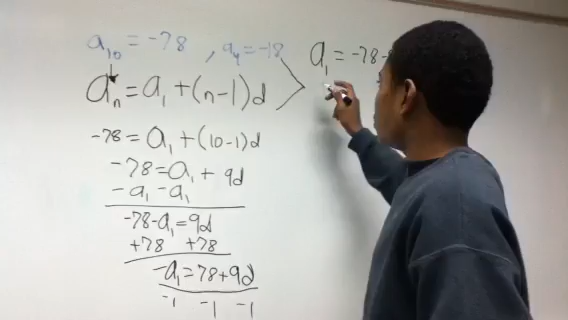 a₁₀ = -78 , a₄ = -18
aₙ = a₁ + (n-1)d
a₁ = -78-
-78 = a₁ + (10-1)d
-78 = a₁ + 9d
-a₁ -a₁
-78-a₁ = 9d
+78 +78
-a₁ = 78+9d
-1 -1 -1